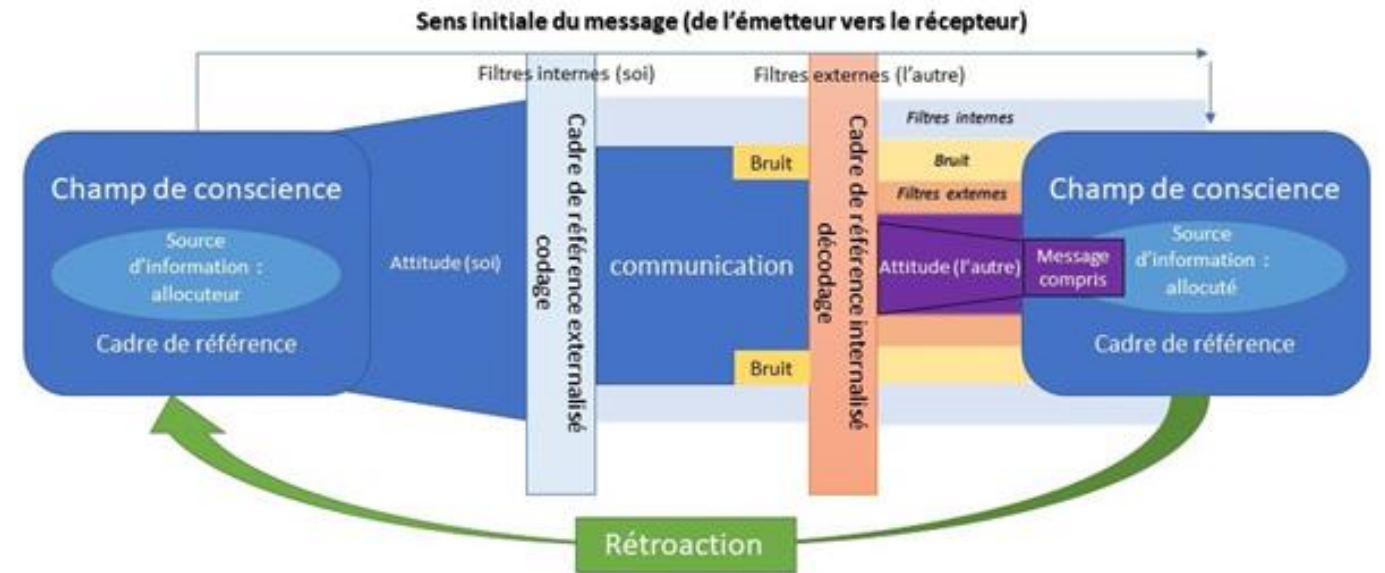 Sens initiale du message (de l'émetteur vers le récepteur)
Filtres internes (soi)
Filtres externes (l'autre)
Champ de conscience
Source
d'information :
allocuteur
Cadre de référence
Attitude (soi)
Cadre de référence externalisé
codage
communication
Bruit
Bruit
Cadre de référence internalisé
décodage
Filtres internes
Bruit
Filtres externes
Attitude (l'autre)
Message
compris
Champ de conscience
Source
d'information :
allocuté
Cadre de référence
Rétroaction